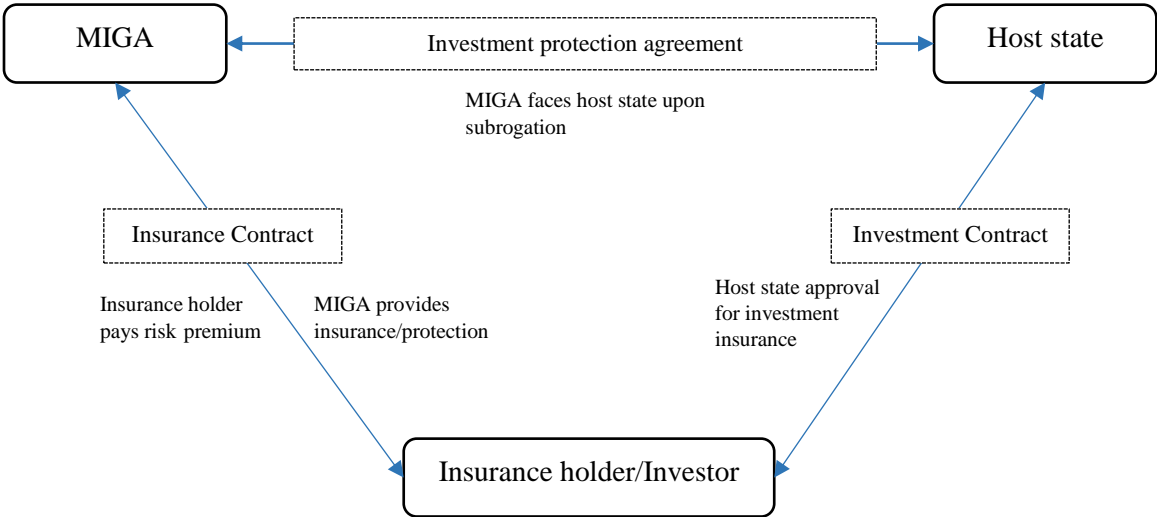 MIGA
Investment protection agreement
Host state
MIGA faces host state upon
subrogation
Insurance Contract
Investment Contract
Insurance holder
pays risk premium
MIGA provides
insurance/protection
Host state approval
for investment
insurance
Insurance holder/Investor